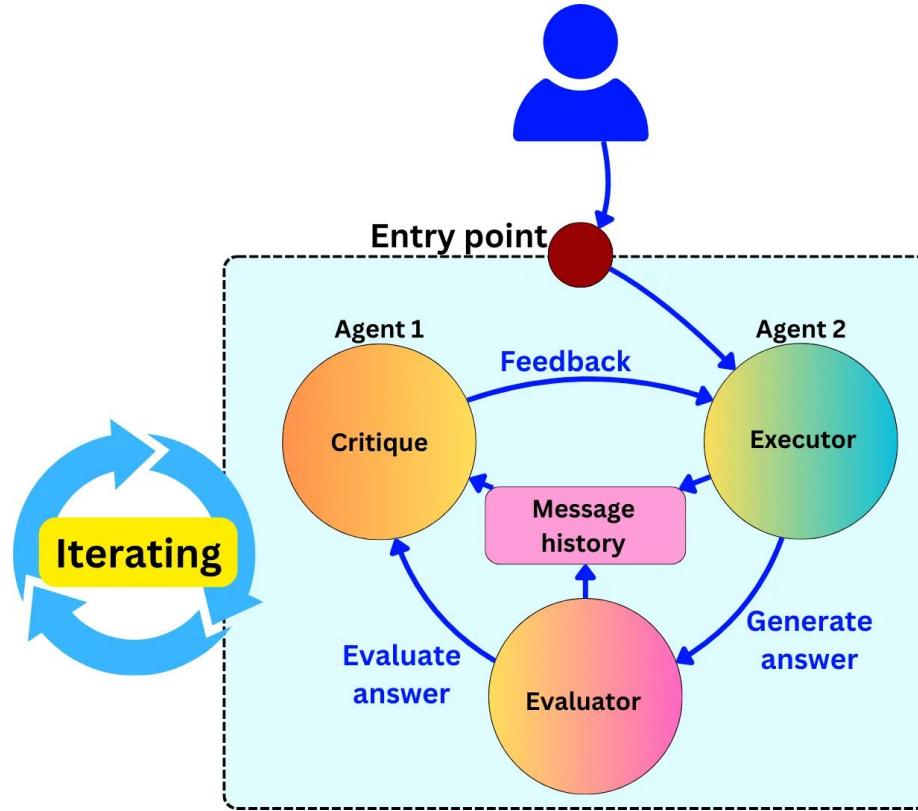 Entry point
Agent 1
Agent 2
Feedback
Critique
Executor
Message
history
Iterating
Generate
answer
Evaluate
answer
Evaluator